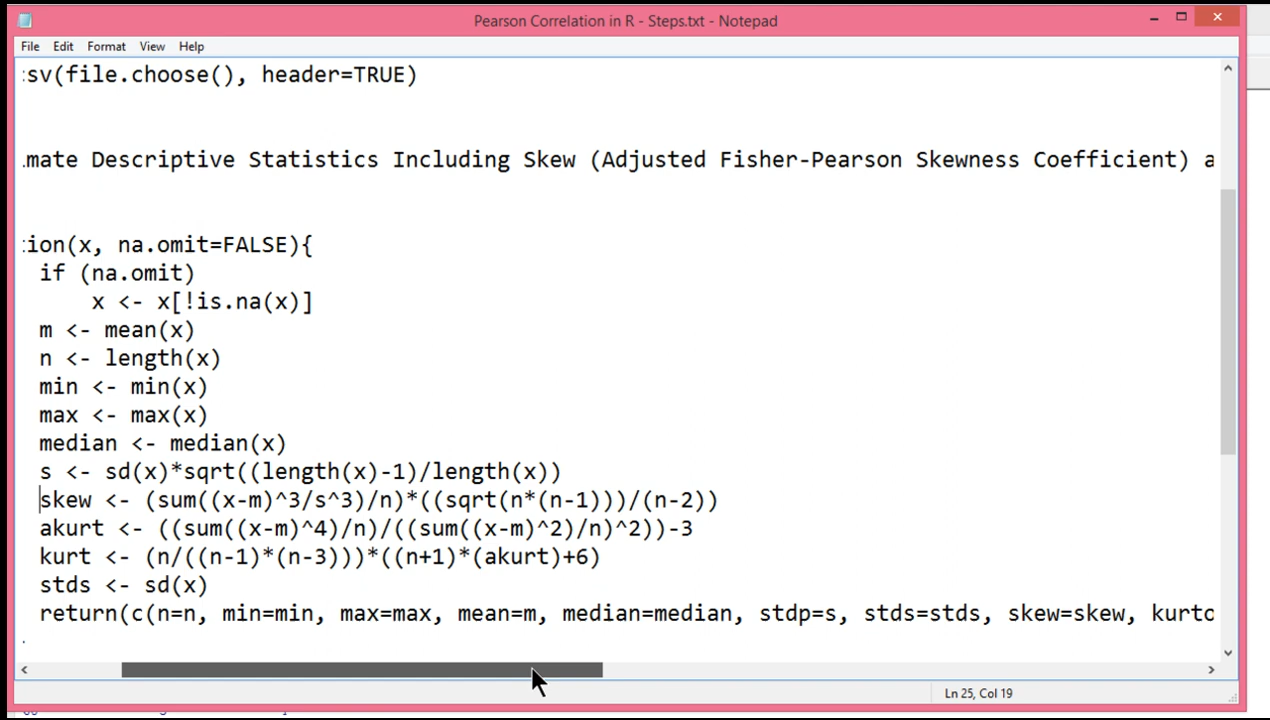 Pearson Correlation in R - Steps.txt - Notepad
File Edit Format View Help
:sv(file.choose(), header=TRUE)
.mate Descriptive Statistics Including Skew (Adjusted Fisher-Pearson Skewness Coefficient) a
:ion(x, na.omit=FALSE){
if (na.omit)
x <- x[!is.na(x)]
m <- mean(x)
n <- length(x)
min <- min(x)
max <- max(x)
median <- median(x)
s <- sd(x)*sqrt((length(x)-1)/length(x))
skew <- (sum((x-m)^3/s^3)/n)*((sqrt(n*(n-1)))/(n-2))
akurt <- ((sum((x-m)^4)/n)/((sum((x-m)^2)/n)^2))-3
kurt <- (n/((n-1)*(n-3)))*((n+1)*(akurt)+6)
stds <- sd(x)
return(c(n=n, min=min, max=max, mean=m, median=median, stdp=s, stds=stds, skew=skew, kurto
Ln 25, Col 19